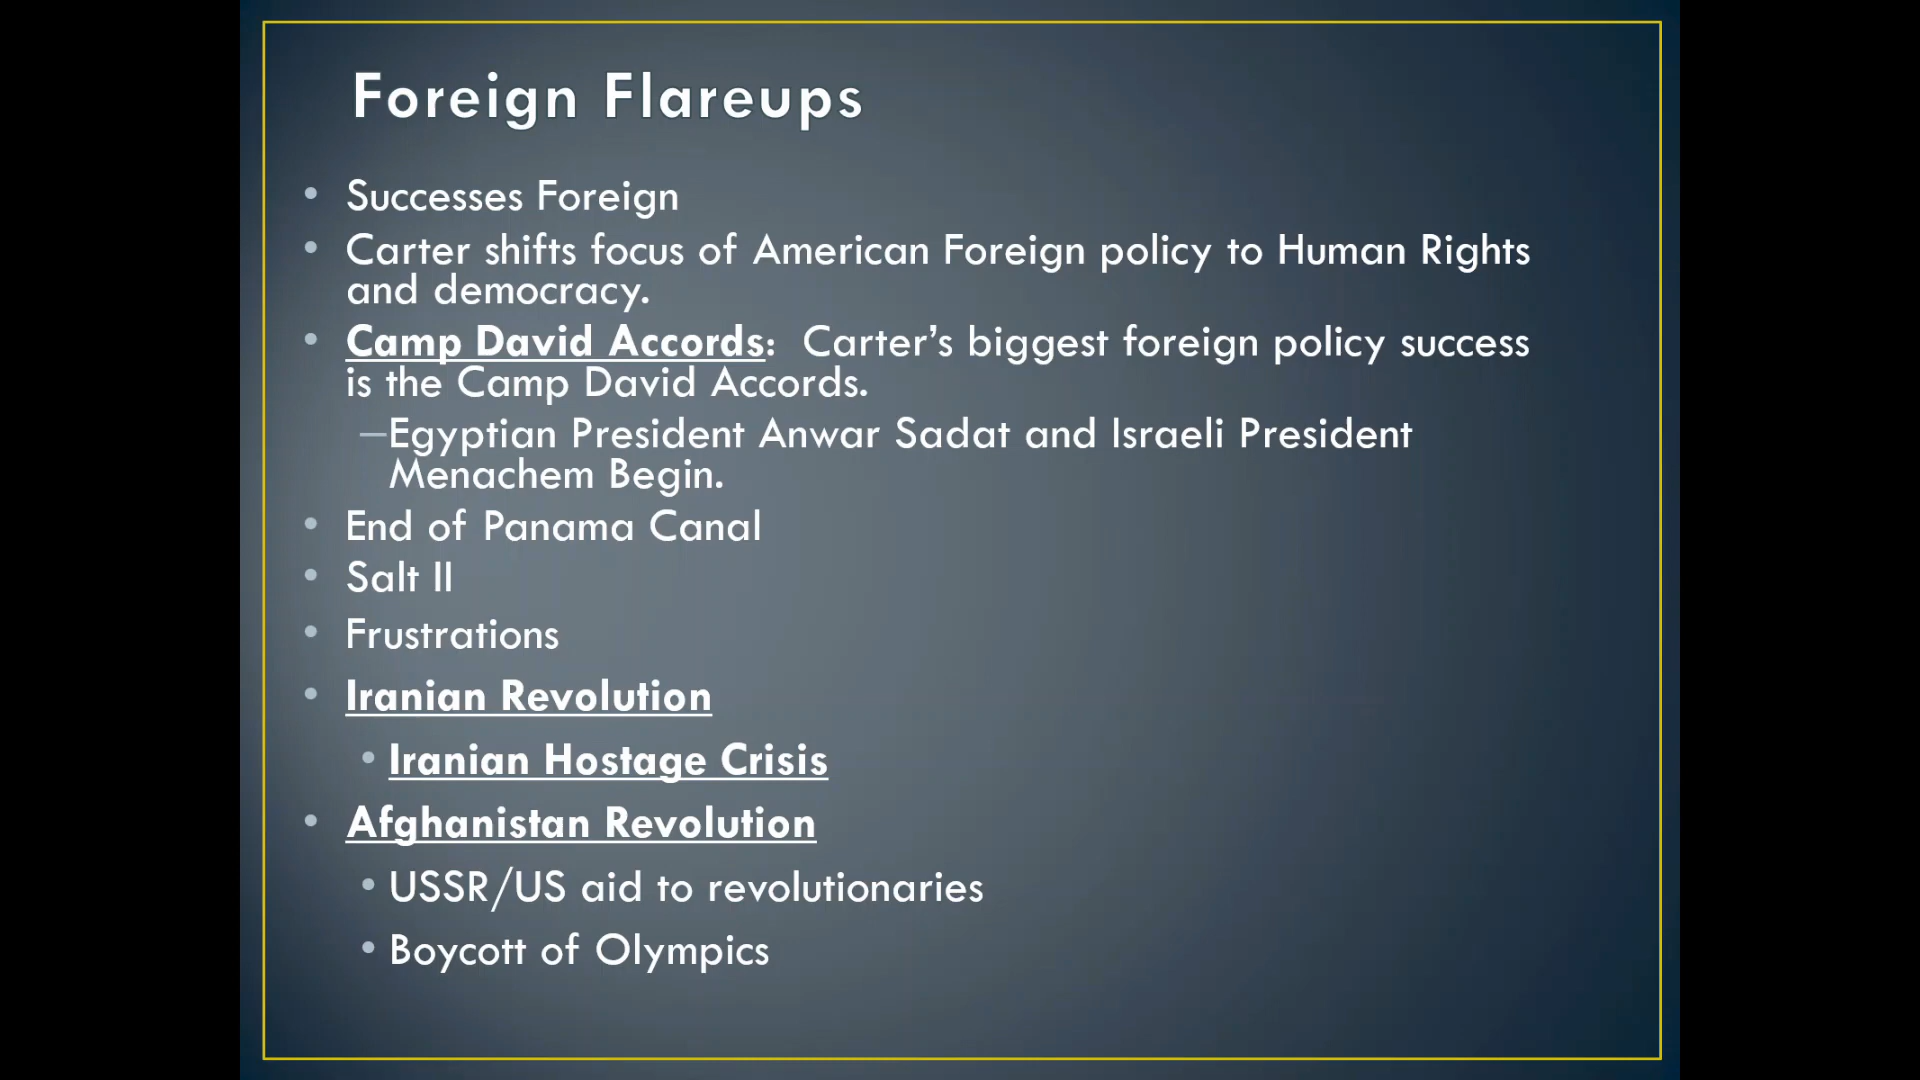 Foreign Flareups
• Successes Foreign
• Carter shifts focus of American Foreign policy to Human Rights
and democracy.
• Camp David Accords:  Carter’s biggest foreign policy success
is the Camp David Accords.
–Egyptian President Anwar Sadat and Israeli President
Menachem Begin.
• End of Panama Canal
• Salt II
• Frustrations
• Iranian Revolution
• Iranian Hostage Crisis
• Afghanistan Revolution
• USSR/US aid to revolutionaries
• Boycott of Olympics